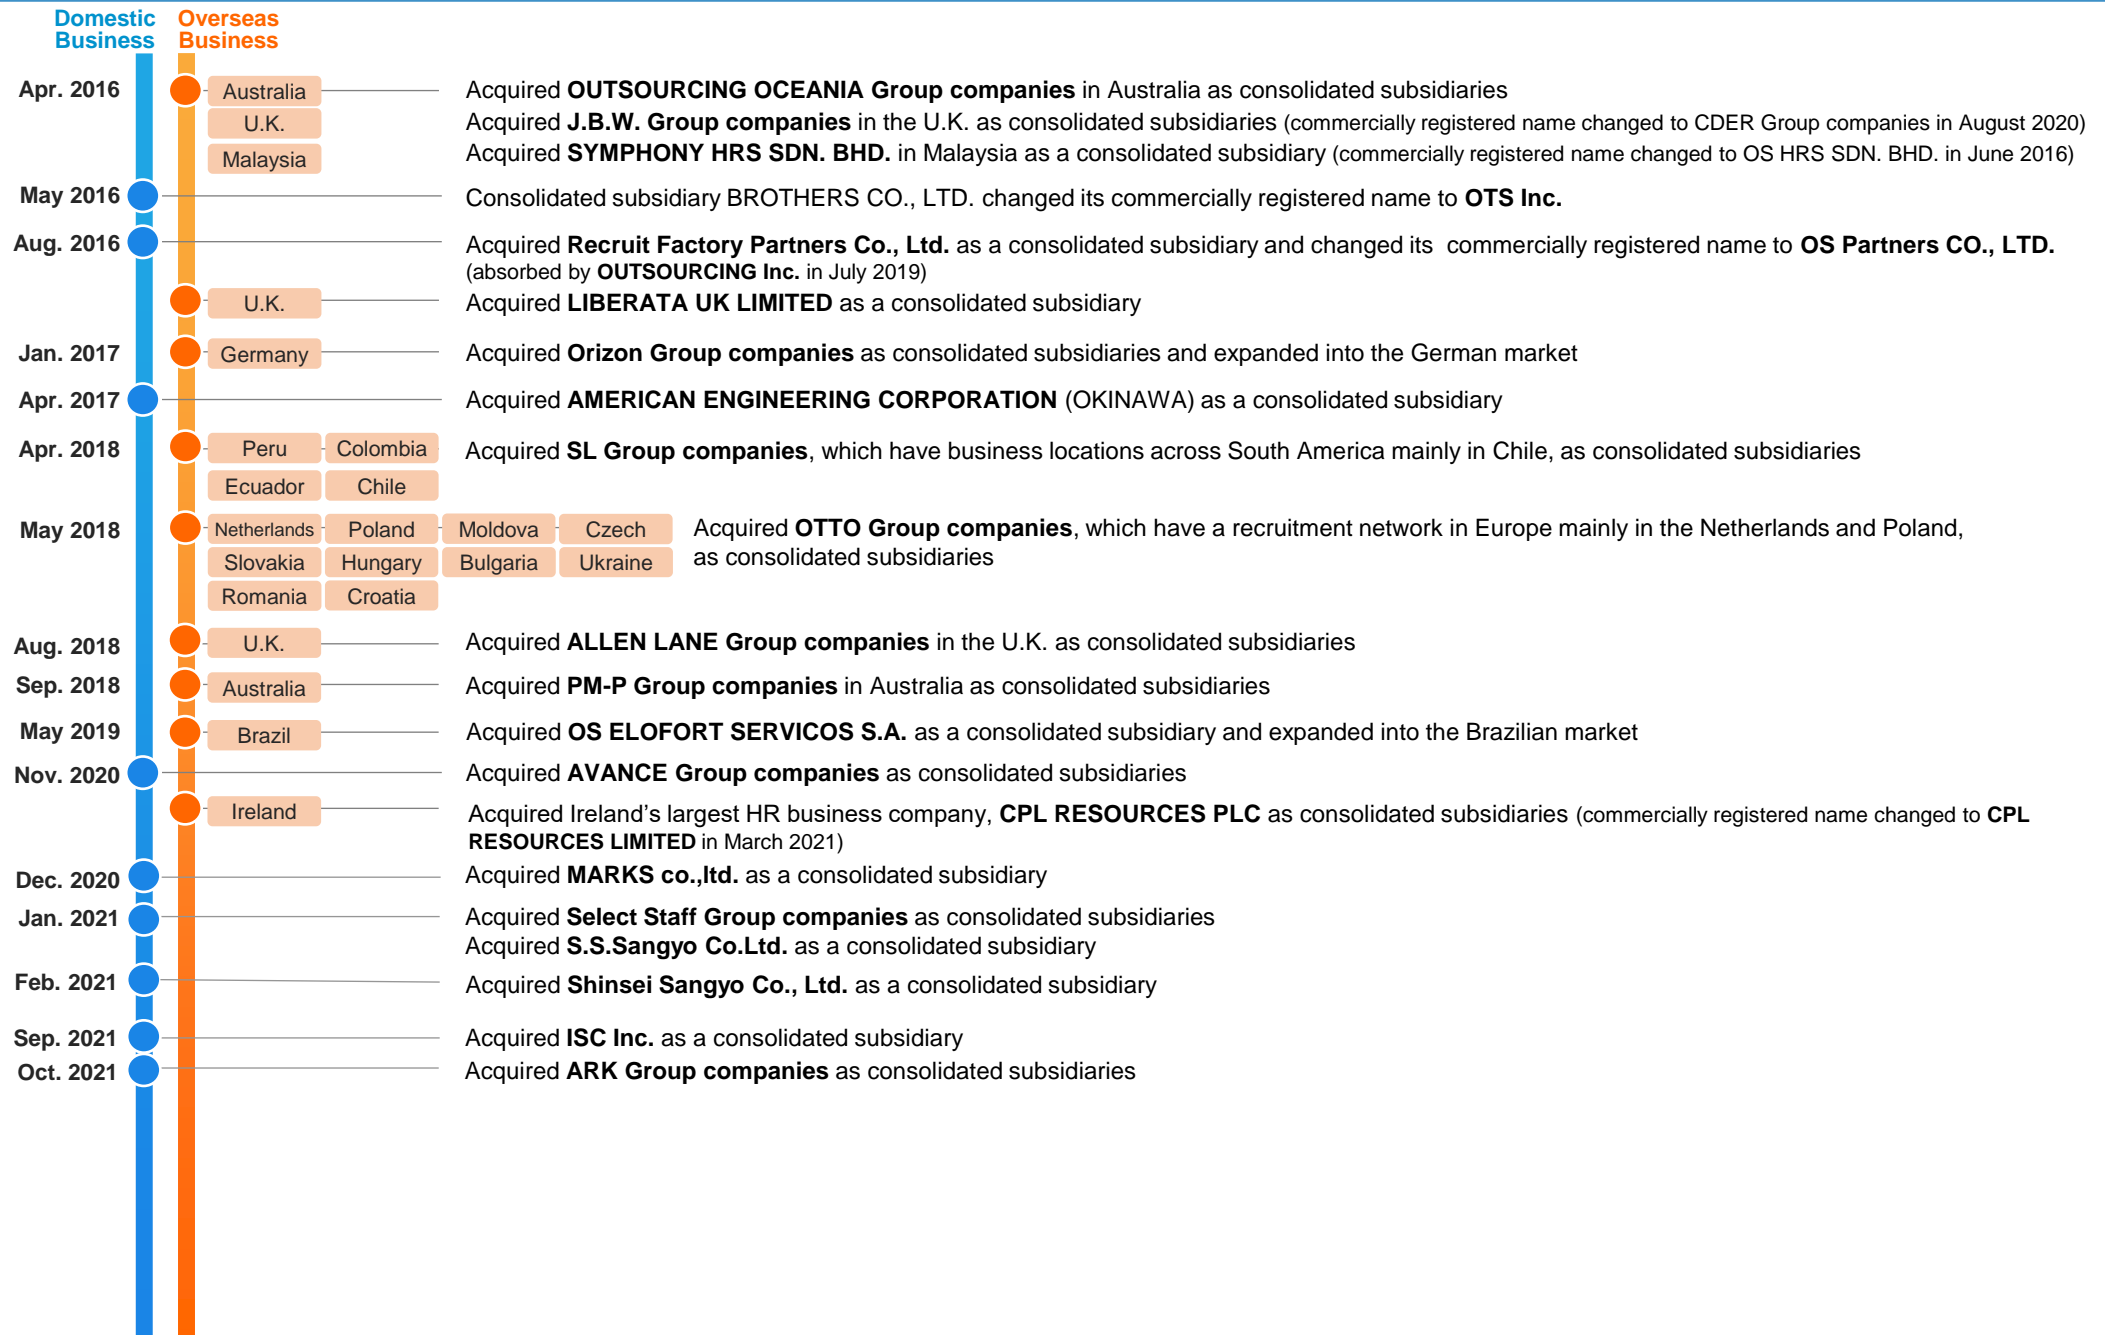 Domestic Business
Overseas Business
Apr. 2016
Australia
Acquired OUTSOURCING OCEANIA Group companies in Australia as consolidated subsidiaries
U.K.
Acquired J.B.W. Group companies in the U.K. as consolidated subsidiaries (commercially registered name changed to CDER Group companies in August 2020)
Malaysia
Acquired SYMPHONY HRS SDN. BHD. in Malaysia as a consolidated subsidiary (commercially registered name changed to OS HRS SDN. BHD. in June 2016)
May 2016
Consolidated subsidiary BROTHERS CO., LTD. changed its commercially registered name to OTS Inc.
Aug. 2016
Acquired Recruit Factory Partners Co., Ltd. as a consolidated subsidiary and changed its commercially registered name to OS Partners CO., LTD.
(absorbed by OUTSOURCING Inc. in July 2019)
U.K.
Acquired LIBERATA UK LIMITED as a consolidated subsidiary
Jan. 2017
Germany
Acquired Orizon Group companies as consolidated subsidiaries and expanded into the German market
Apr. 2017
Acquired AMERICAN ENGINEERING CORPORATION (OKINAWA) as a consolidated subsidiary
Apr. 2018
Peru Colombia
Acquired SL Group companies, which have business locations across South America mainly in Chile, as consolidated subsidiaries
Ecuador Chile
May 2018
Netherlands Poland Moldova Czech
Acquired OTTO Group companies, which have a recruitment network in Europe mainly in the Netherlands and Poland,
as consolidated subsidiaries
Slovakia Hungary Bulgaria Ukraine
Romania Croatia
Aug. 2018
U.K.
Acquired ALLEN LANE Group companies in the U.K. as consolidated subsidiaries
Sep. 2018
Australia
Acquired PM-P Group companies in Australia as consolidated subsidiaries
May 2019
Brazil
Acquired OS ELOFORT SERVICOS S.A. as a consolidated subsidiary and expanded into the Brazilian market
Nov. 2020
Acquired AVANCE Group companies as consolidated subsidiaries
Ireland
Acquired Ireland’s largest HR business company, CPL RESOURCES PLC as consolidated subsidiaries (commercially registered name changed to CPL
RESOURCES LIMITED in March 2021)
Dec. 2020
Acquired MARKS co.,ltd. as a consolidated subsidiary
Jan. 2021
Acquired Select Staff Group companies as consolidated subsidiaries
Acquired S.S.Sangyo Co.Ltd. as a consolidated subsidiary
Feb. 2021
Acquired Shinsei Sangyo Co., Ltd. as a consolidated subsidiary
Sep. 2021
Acquired ISC Inc. as a consolidated subsidiary
Oct. 2021
Acquired ARK Group companies as consolidated subsidiaries